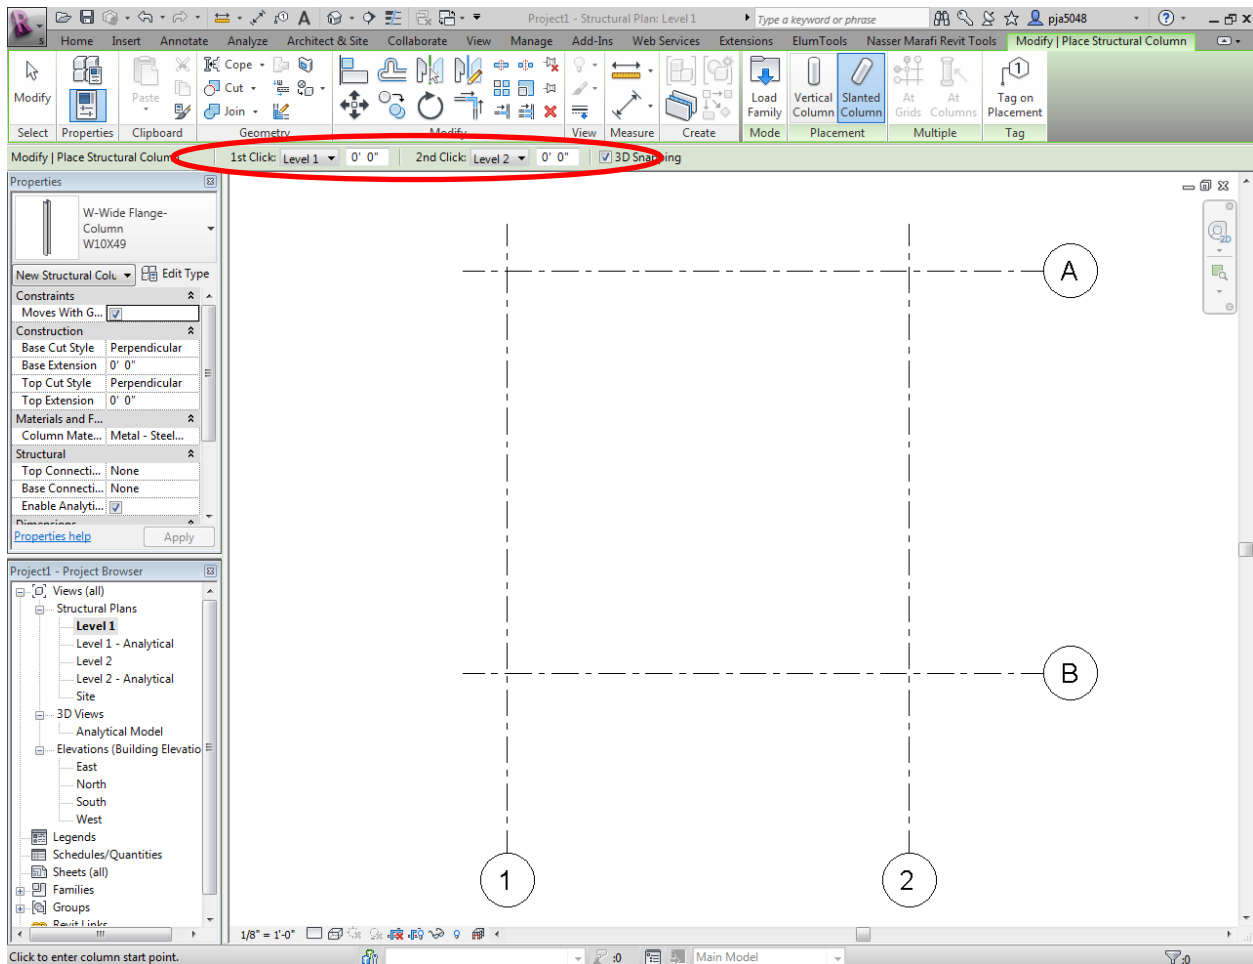 Project1 - Structural Plan: Level 1
Type a keyword or phrase
pja5048
Home Insert Annotate Analyze Architect & Site Collaborate View Manage Add-Ins Web Services Extensions ElumTools Nasser Marafi Revit Tools Modify | Place Structural Column
Modify
Paste
Cope
Cut
Join
Load Family
Vertical Column
Slanted Column
At Grids
At Columns
Tag on Placement
Select Properties Clipboard Geometry Modify View Measure Create Mode Placement Multiple Tag
Modify | Place Structural Colum 1st Click: Level 1 0' 0" 2nd Click: Level 2 0' 0" 3D Snapping
Properties
W-Wide Flange-
Column
W10X49
New Structural Colu Edit Type
Constraints
Moves With G...
Construction
Base Cut Style Perpendicular
Base Extension 0' 0"
Top Cut Style Perpendicular
Top Extension 0' 0"
Materials and F...
Column Mate... Metal - Steel...
Structural
Top Connecti... None
Base Connecti... None
Enable Analyti...
Dimensions
Properties help Apply
Project1 - Project Browser
Views (all)
Structural Plans
Level 1
Level 1 - Analytical
Level 2
Level 2 - Analytical
Site
3D Views
Analytical Model
Elevations (Building Elevatio
East
North
South
West
Legends
Schedules/Quantities
Sheets (all)
Families
Groups
Revit Links
A
B
1
2
2D
1/8" = 1'-0"
Click to enter column start point.
:0
Main Model
:0